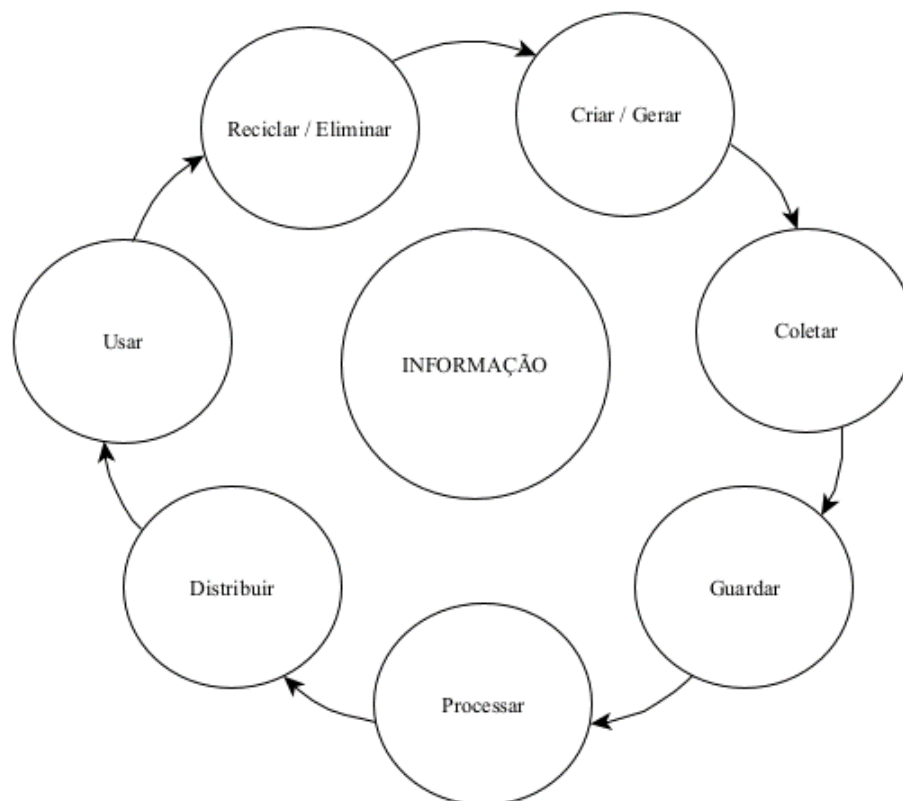 Reciclar / Eliminar
Criar / Gerar
Usar
INFORMAÇÃO
Coletar
Distribuir
Guardar
Processar